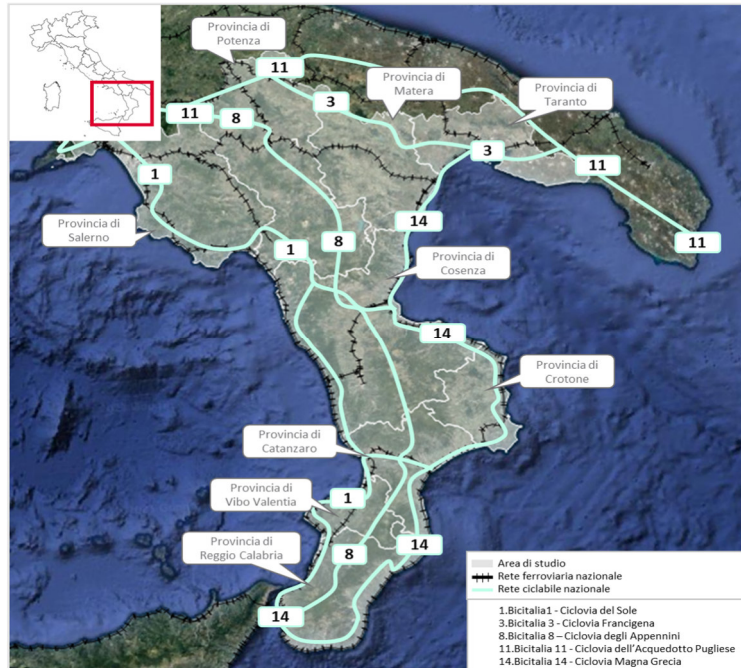 Provincia di
Potenza
11
Provincia di
Matera
Provincia di
Taranto
3
11
8
3
11
1
14
11
Provincia di
Salerno
1
8
Provincia di
Cosenza
14
Provincia di
Crotone
Provincia di
Catanzaro
Provincia di
Vibo Valentia
1
Provincia di
Reggio Calabria
8
14
14
Area di studio
Rete ferroviaria nazionale
Rete ciclabile nazionale
1.Bicitalia1 - Ciclovia del Sole
3.Bicitalia 3 - Ciclovia Francigena
8.Bicitalia 8 – Ciclovia degli Appennini
11.Bicitalia 11 - Ciclovia dell'Acquedotto Pugliese
14.Bicitalia 14 - Ciclovia Magna Grecia